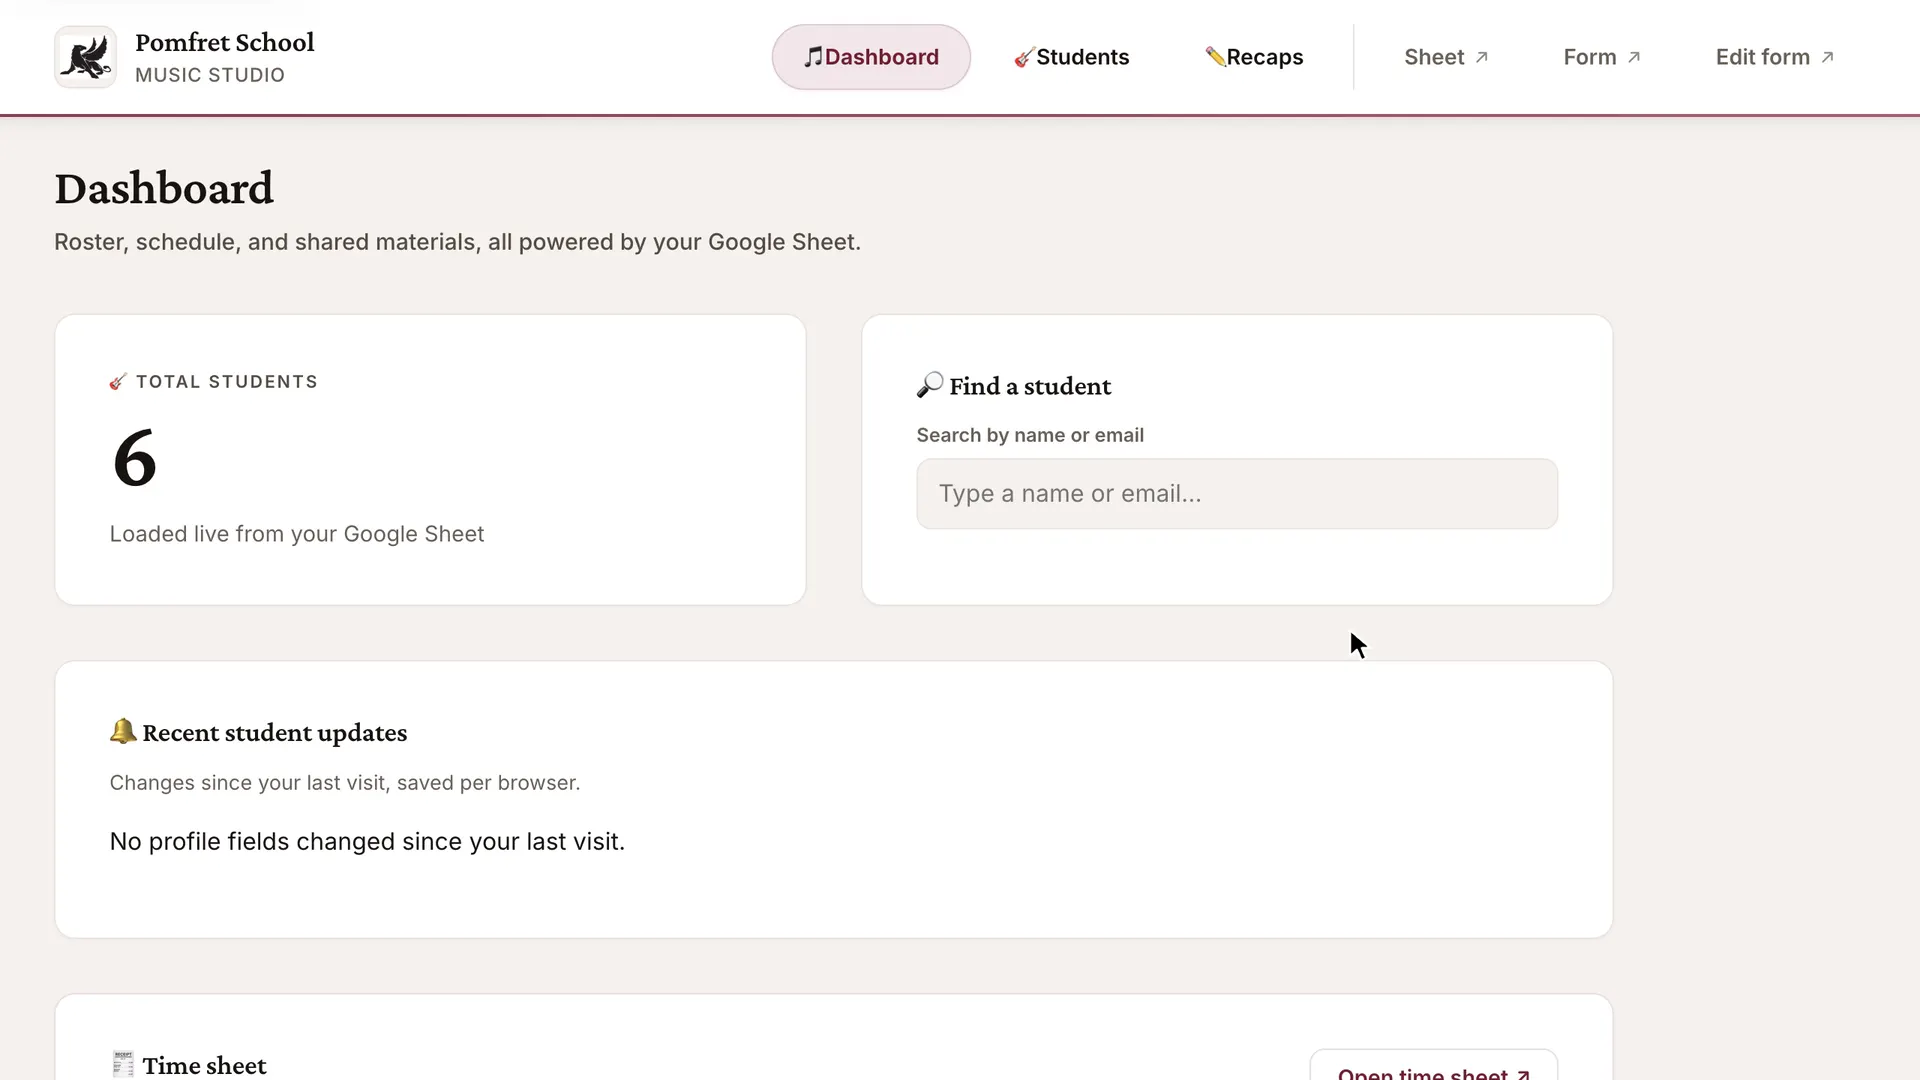 Pomfret School
MUSIC STUDIO
Dashboard
Students
Recaps
Sheet ↗
Form ↗
Edit form ↗
Dashboard
Roster, schedule, and shared materials, all powered by your Google Sheet.
TOTAL STUDENTS
6
Loaded live from your Google Sheet
Find a student
Search by name or email
Type a name or email...
Recent student updates
Changes since your last visit, saved per browser.
No profile fields changed since your last visit.
Time sheet
Open time sheet ↗